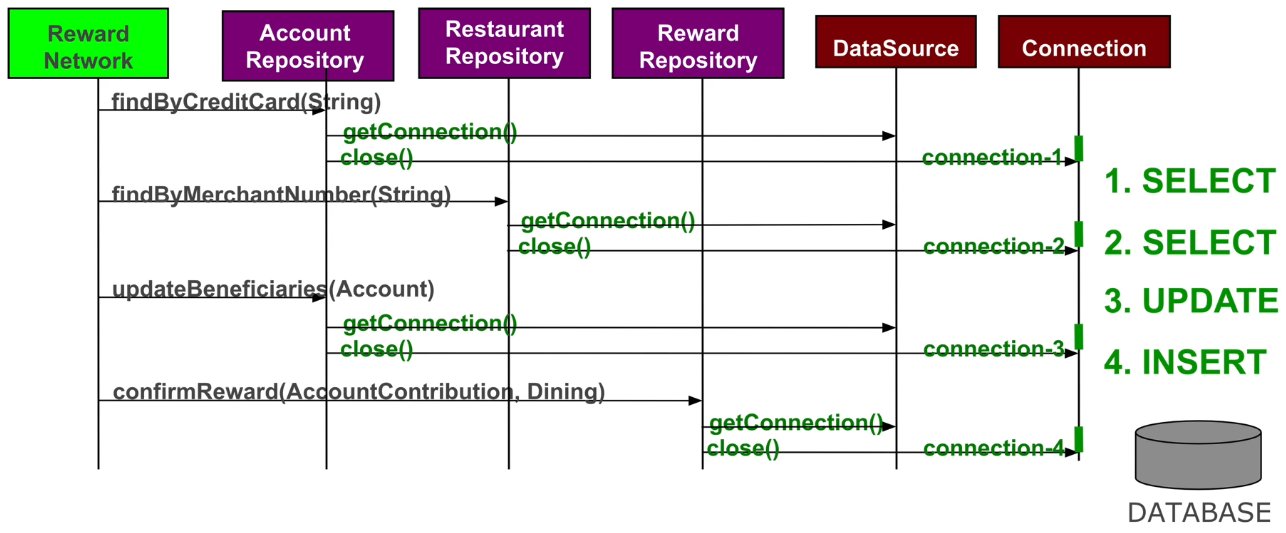 Reward
Network
Account
Repository
Restaurant
Repository
Reward
Repository
DataSource
Connection
findByCreditCard(String)
getConnection()
close()
connection-1
1. SELECT
findByMerchantNumber(String)
getConnection()
close()
connection-2
2. SELECT
updateBeneficiaries(Account)
3. UPDATE
getConnection()
close()
connection-3
4. INSERT
confirmReward(AccountContribution, Dining)
getConnection()
close()
connection-4
DATABASE